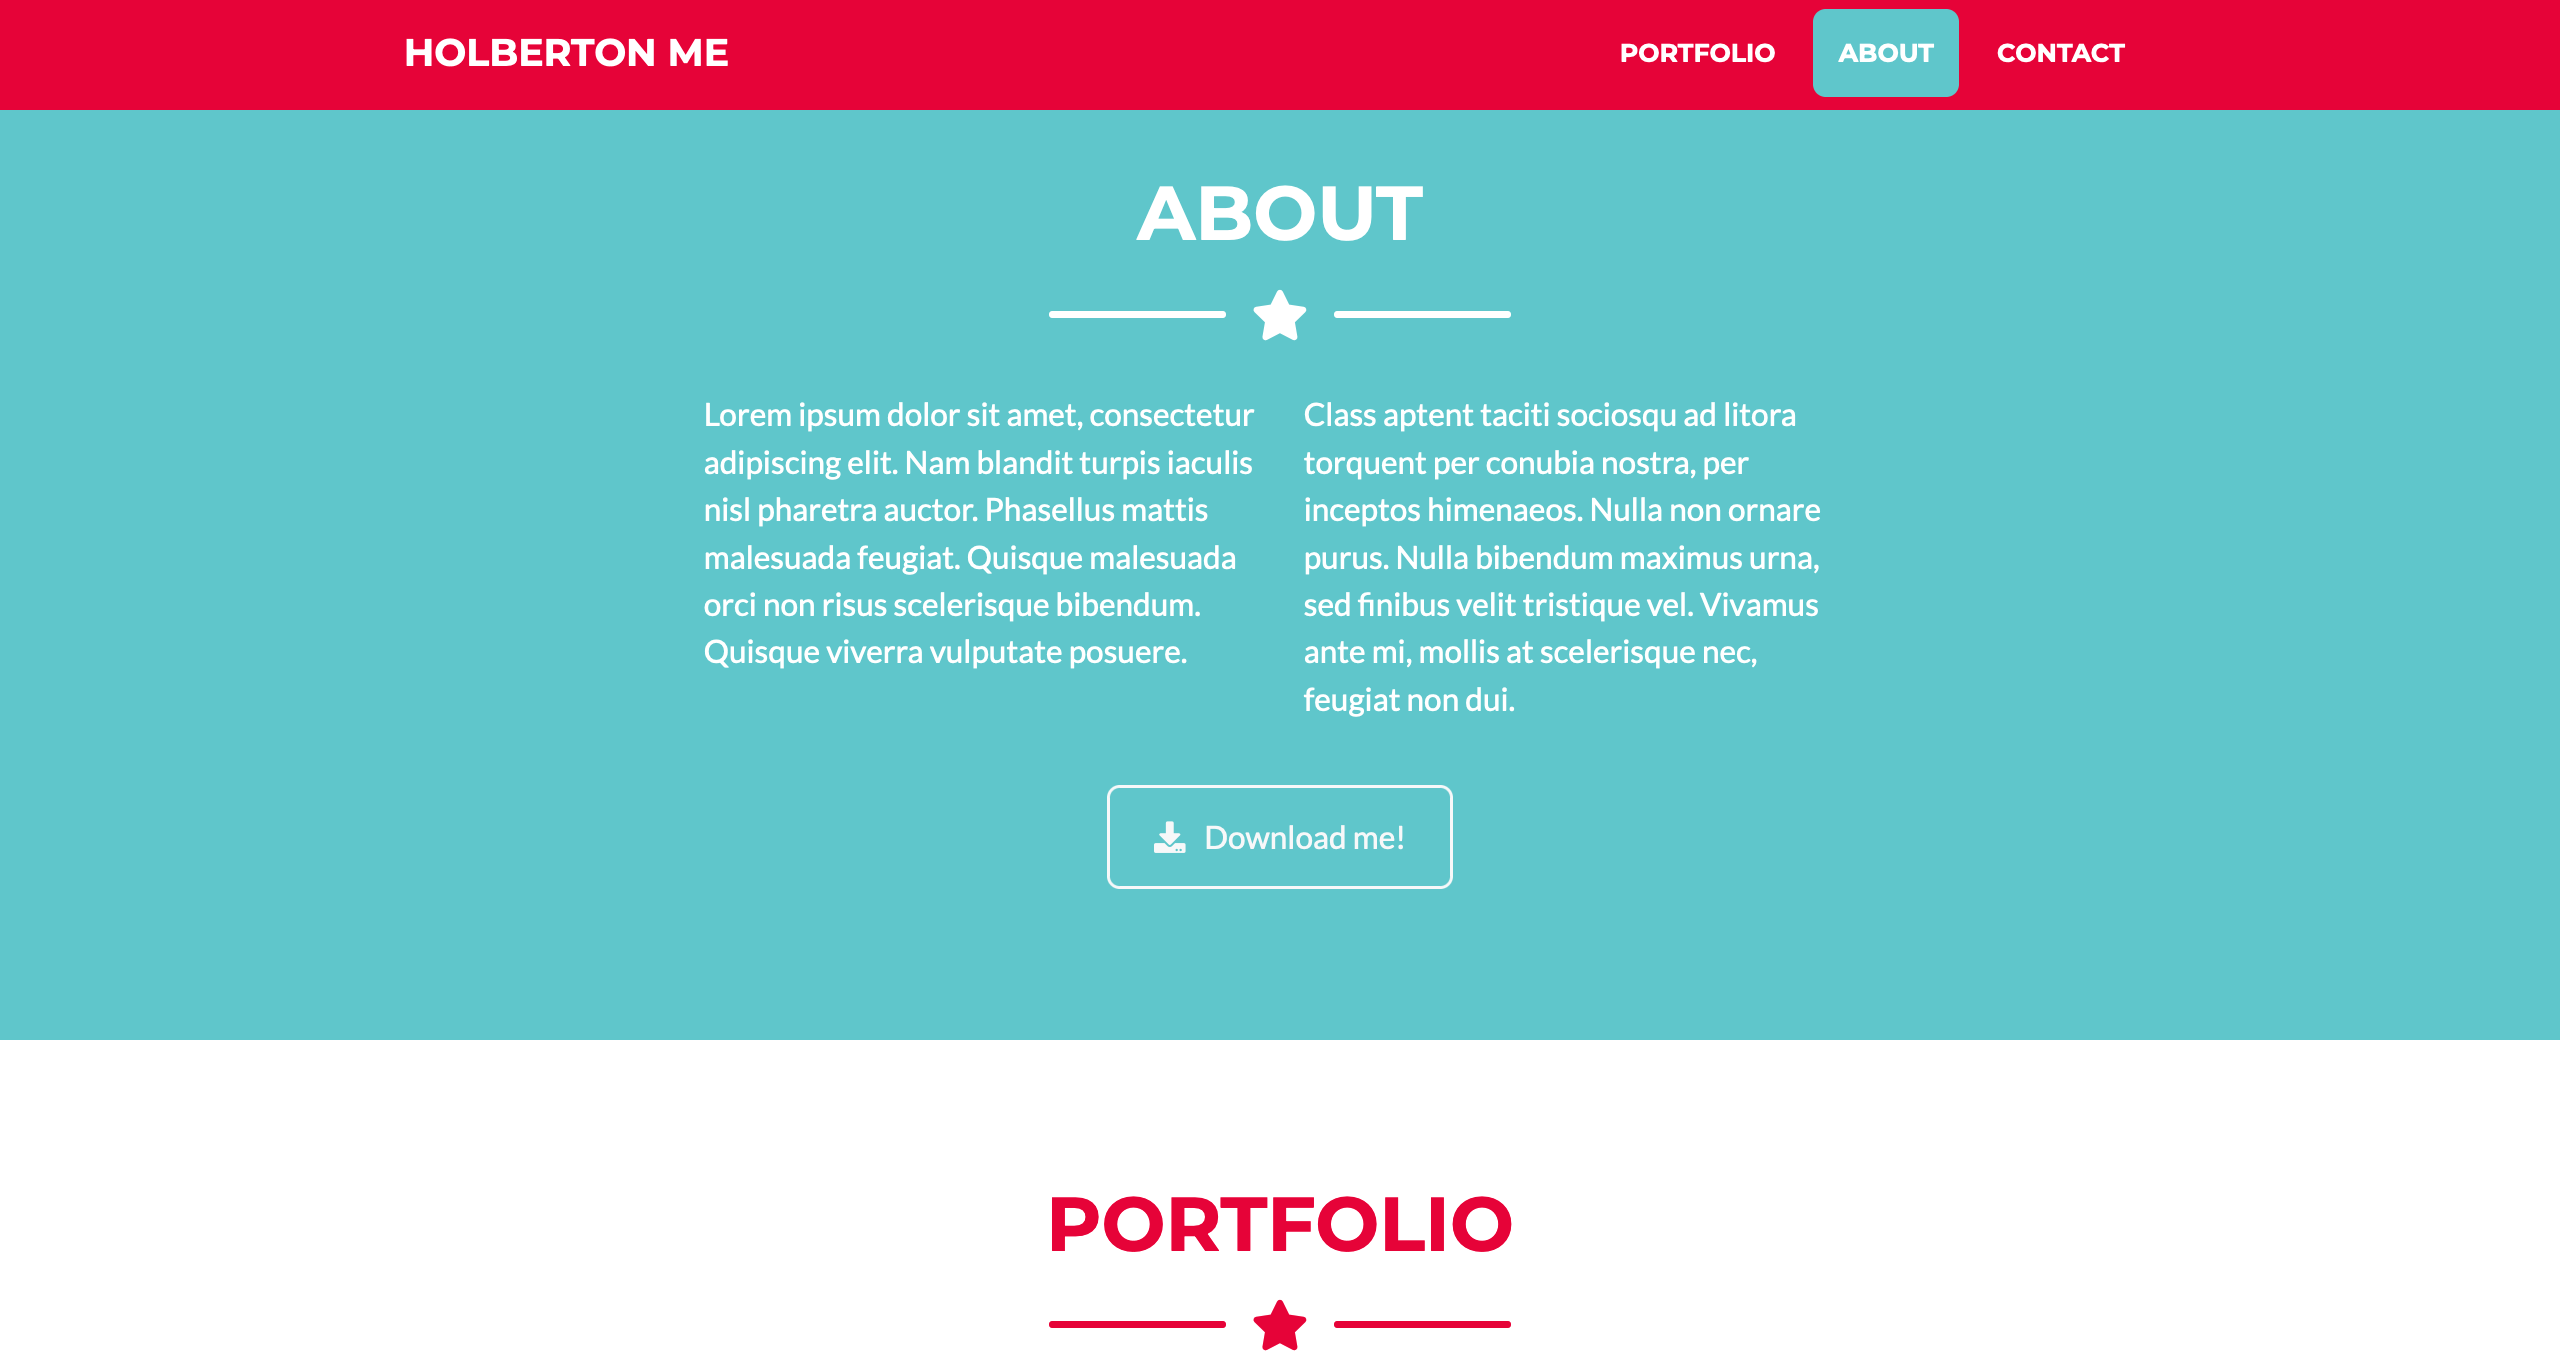 HOLBERTON ME
PORTFOLIO
ABOUT
CONTACT
ABOUT
Lorem ipsum dolor sit amet, consectetur
adipiscing elit. Nam blandit turpis iaculis
nisl pharetra auctor. Phasellus mattis
malesuada feugiat. Quisque malesuada
orci non risus scelerisque bibendum.
Quisque viverra vulputate posuere.
Class aptent taciti sociosqu ad litora
torquent per conubia nostra, per
inceptos himenaeos. Nulla non ornare
purus. Nulla bibendum maximus urna,
sed finibus velit tristique vel. Vivamus
ante mi, mollis at scelerisque nec,
feugiat non dui.
Download me!
PORTFOLIO